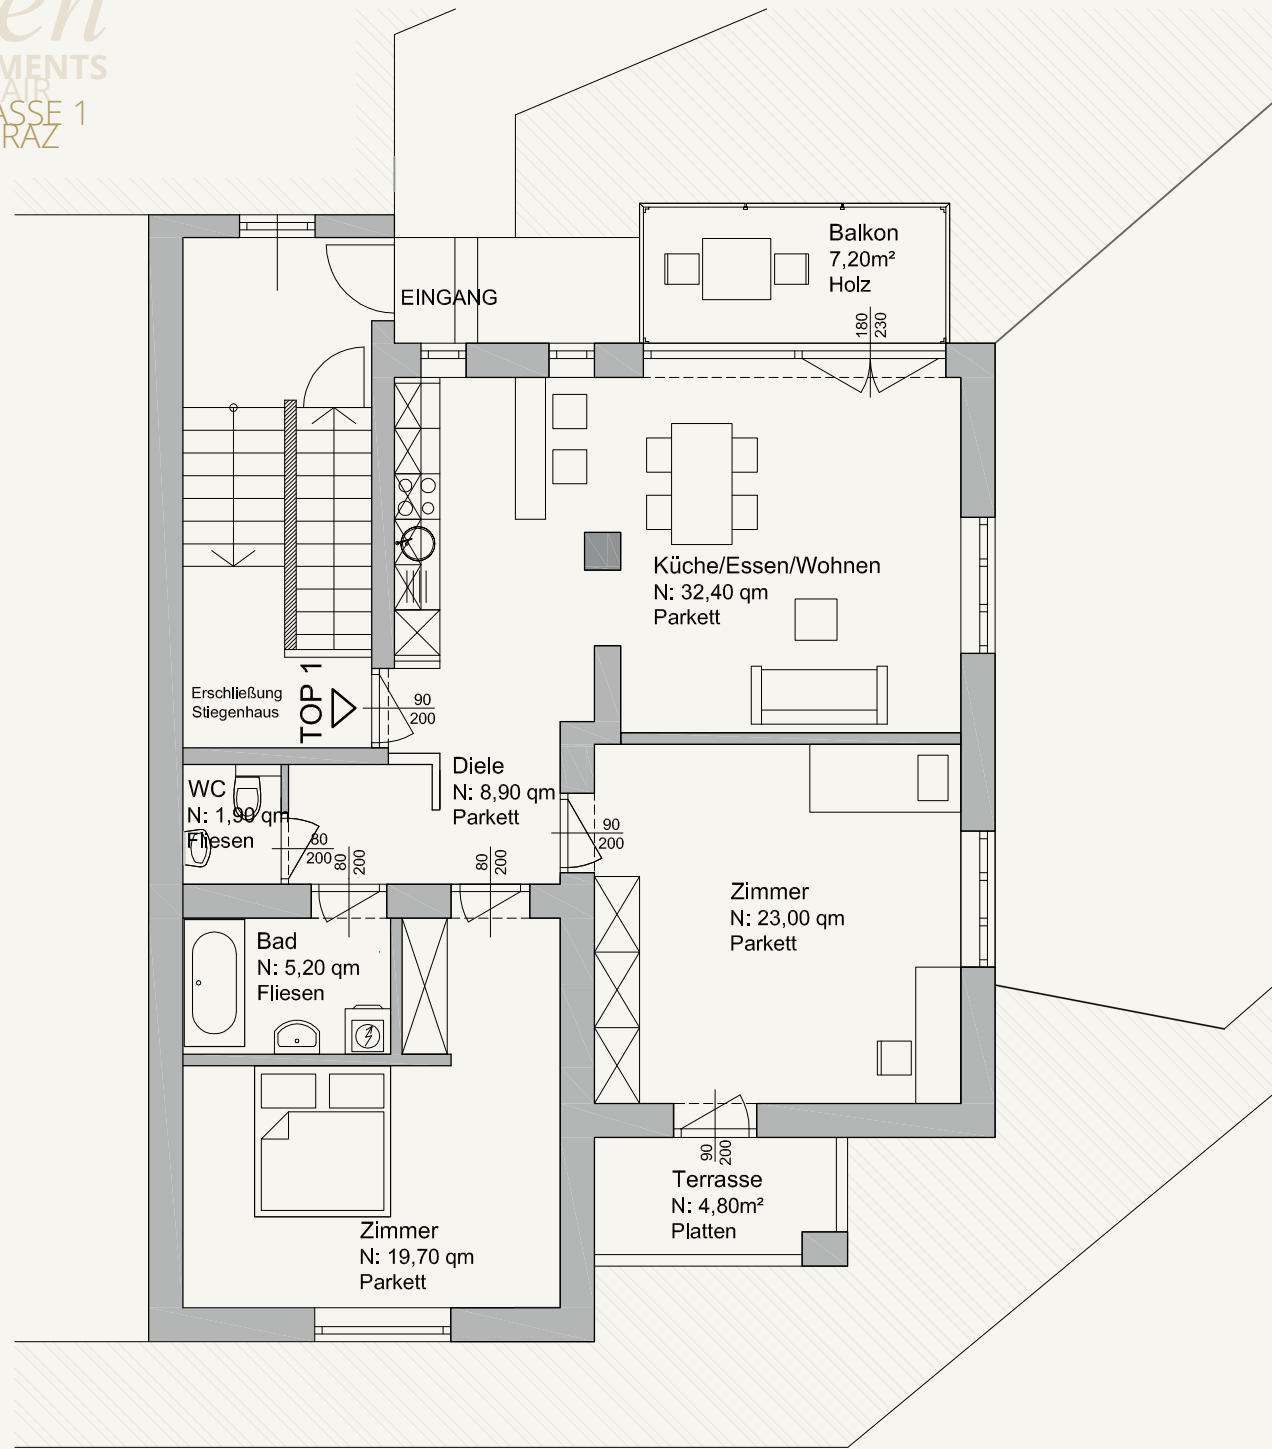 en
MENTS
AIR
ASSE 1
RAZ
Balkon
7,20m²
Holz
EINGANG
180
230
Küche/Essen/Wohnen
N: 32,40 qm
Parkett
Erschließung
Stiegenhaus
TOP 1
90
200
Diele
N: 8,90 qm
Parkett
WC
N: 1,90 qm
Fliesen
80
200
80
200
80
200
90
200
Zimmer
N: 23,00 qm
Parkett
Bad
N: 5,20 qm
Fliesen
90
200
Terrasse
N: 4,80m²
Platten
Zimmer
N: 19,70 qm
Parkett